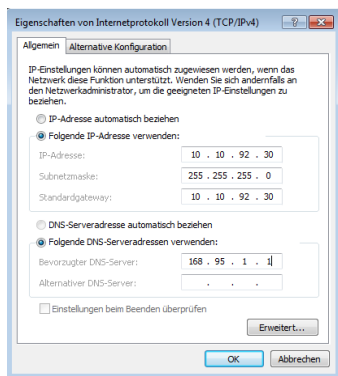 Eigenschaften von Internetprotokoll Version 4 (TCP/IPv4)
Allgemein Alternative Konfiguration
IP-Einstellungen können automatisch zugewiesen werden, wenn das
Netzwerk diese Funktion unterstützt. Wenden Sie sich andernfalls an
den Netzwerkadministrator, um die geeigneten IP-Einstellungen zu
beziehen.
IP-Adresse automatisch beziehen
Folgende IP-Adresse verwenden:
IP-Adresse: 10 . 10 . 92 . 30
Subnetzmaske: 255 . 255 . 255 . 0
Standardgateway: 10 . 10 . 92 . 30
DNS-Serveradresse automatisch beziehen
Folgende DNS-Serveradressen verwenden:
Bevorzugter DNS-Server: 168 . 95 . 1 . 1
Alternativer DNS-Server: . . .
Einstellungen beim Beenden überprüfen
Erweitert...
OK Abbrechen